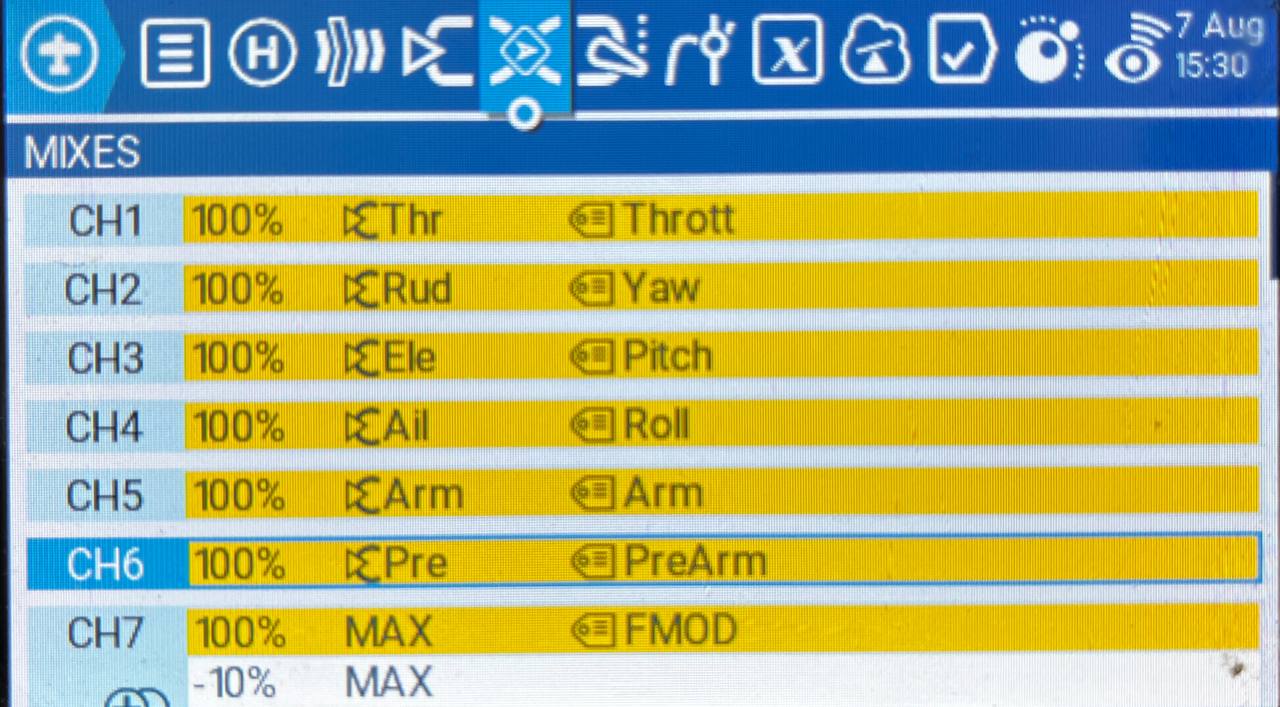 7 Aug
15:30
MIXES
CH1 100% Thr Thrott
CH2 100% Rud Yaw
CH3 100% Ele Pitch
CH4 100% Ail Roll
CH5 100% Arm Arm
CH6 100% Pre PreArm
CH7 100% MAX FMOD
-10% MAX